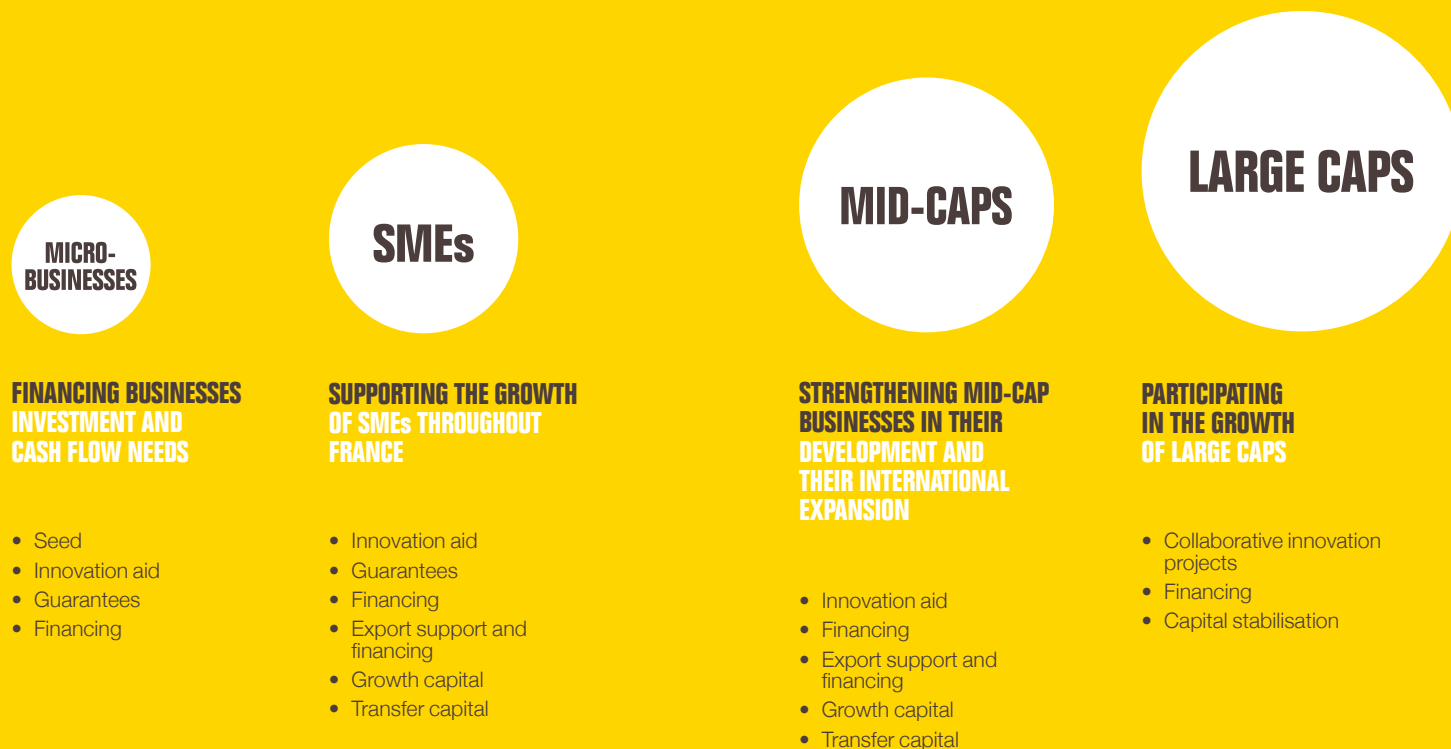 MICRO-
BUSINESSES
FINANCING BUSINESSES
INVESTMENT AND
CASH FLOW NEEDS
• Seed
• Innovation aid
• Guarantees
• Financing
SMEs
SUPPORTING THE GROWTH
OF SMEs THROUGHOUT
FRANCE
• Innovation aid
• Guarantees
• Financing
• Export support and
financing
• Growth capital
• Transfer capital
MID-CAPS
STRENGTHENING MID-CAP
BUSINESSES IN THEIR
DEVELOPMENT AND
THEIR INTERNATIONAL
EXPANSION
• Innovation aid
• Financing
• Export support and
financing
• Growth capital
• Transfer capital
LARGE CAPS
PARTICIPATING
IN THE GROWTH
OF LARGE CAPS
• Collaborative innovation
projects
• Financing
• Capital stabilisation